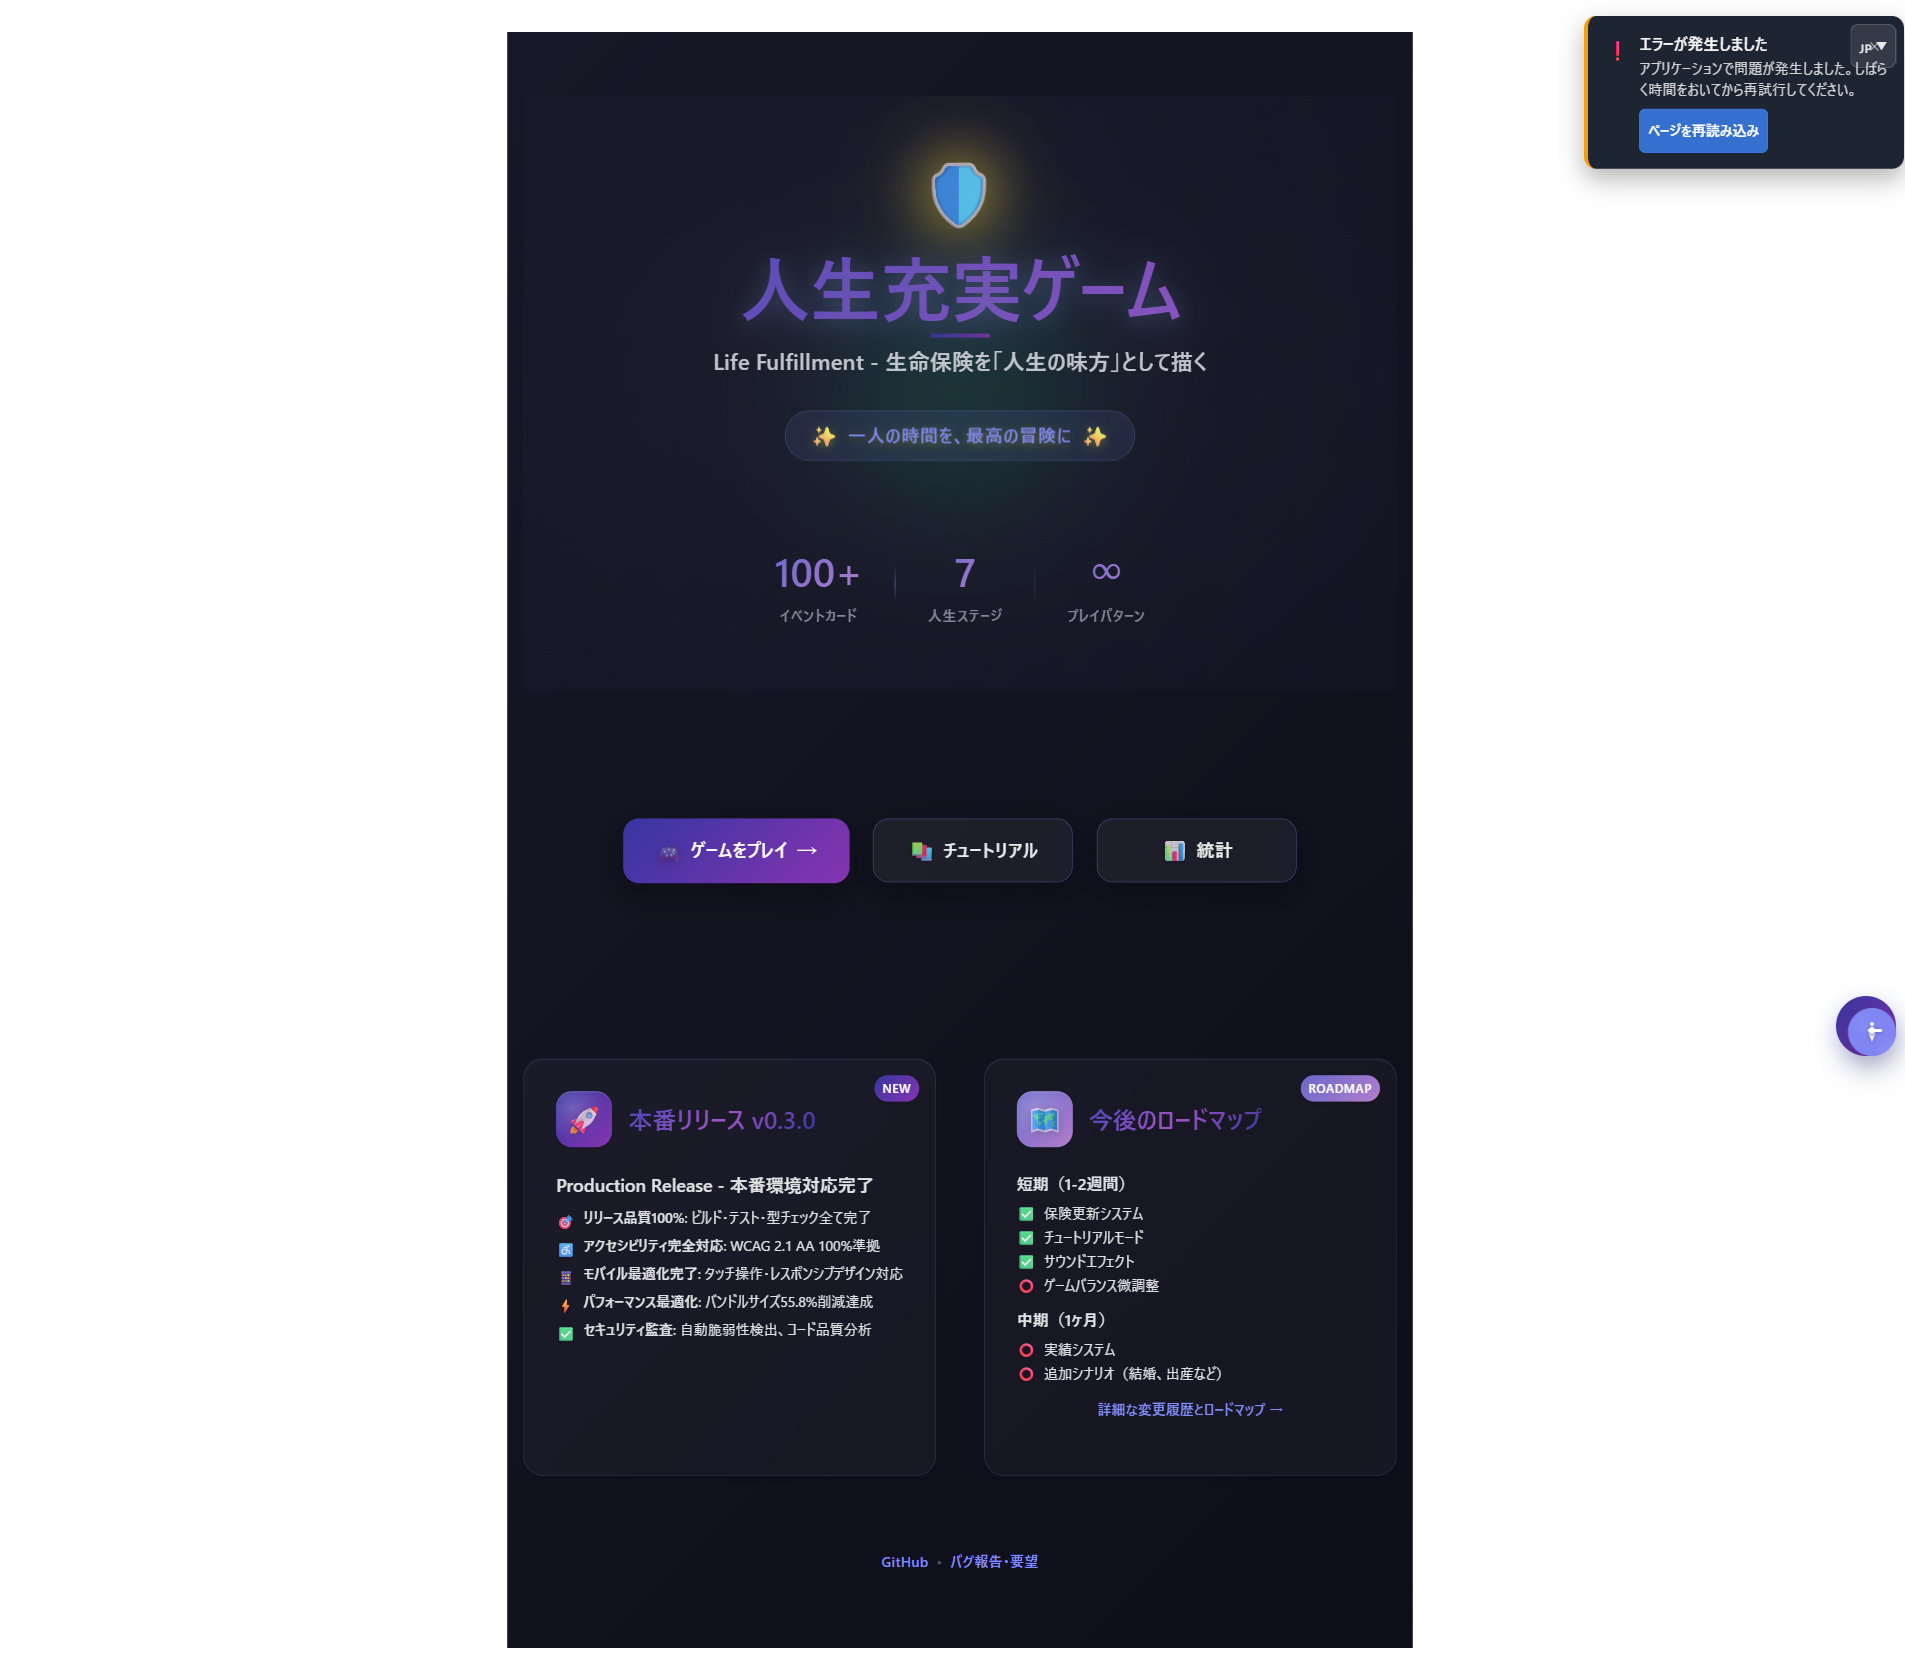 エラーが発生しました
JP
アプリケーションで問題が発生しました。しばら
く時間をおいてから再試行してください。
ページを再読み込み
人生充実ゲーム
Life Fulfillment - 生命保険を「人生の味方」として描く
✨ 一人の時間を、最高の冒険に ✨
100+
イベントカード
7
人生ステージ
∞
プレイパターン
ゲームをプレイ →
チュートリアル
統計
NEW
本番リリース v0.3.0
Production Release - 本番環境対応完了
リリース品質100%: ビルド・テスト・型チェック全て完了
アクセシビリティ完全対応: WCAG 2.1 AA 100%準拠
モバイル最適化完了: タッチ操作・レスポンシブデザイン対応
パフォーマンス最適化: バンドルサイズ55.8%削減達成
セキュリティ監査: 自動脆弱性検出、コード品質分析
ROADMAP
今後のロードマップ
短期（1-2週間）
✅ 保険更新システム
✅ チュートリアルモード
✅ サウンドエフェクト
⭕ ゲームバランス微調整
中期（1ヶ月）
⭕ 実績システム
⭕ 追加シナリオ（結婚、出産など）
詳細な変更履歴とロードマップ →
GitHub • バグ報告・要望